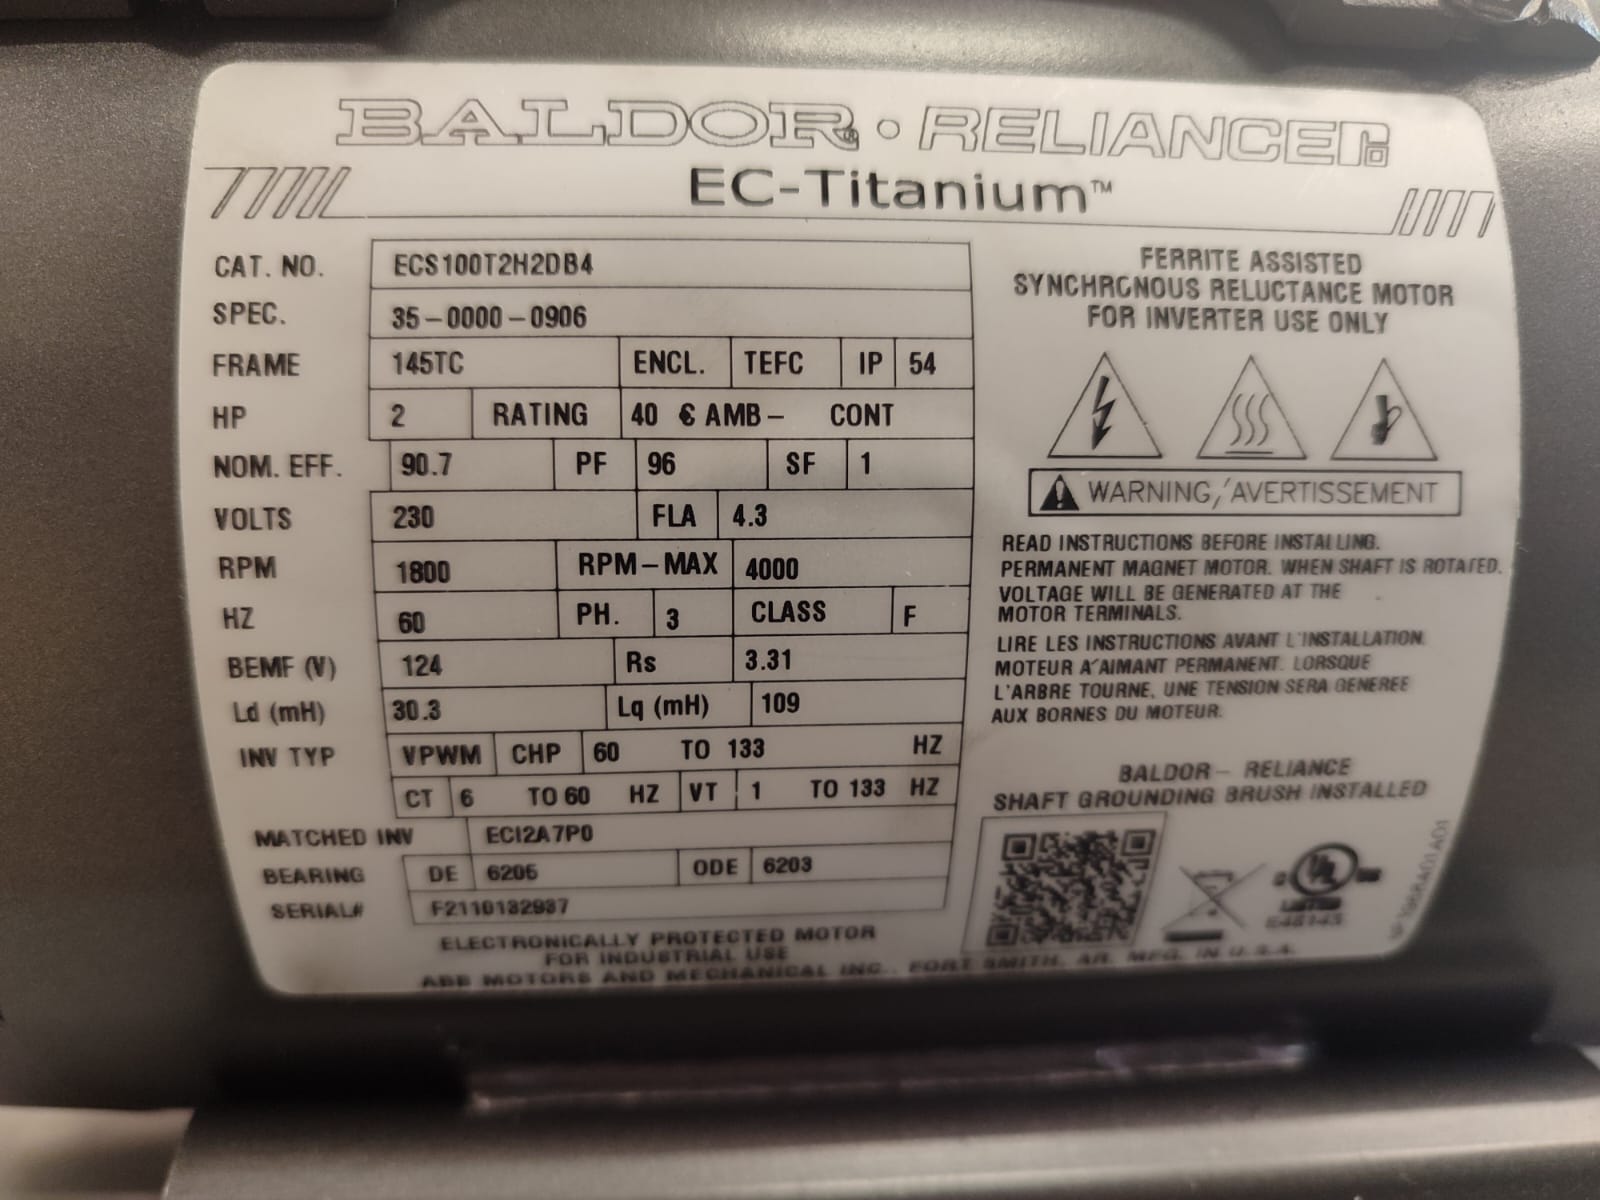 BALDOR® • RELIANCER
EC-Titanium™
CAT. NO. ECS100T2H2DB4
SPEC. 35-0000-0906
FRAME 145TC ENCL. TEFC IP 54
HP 2 RATING 40 C AMB- CONT
NOM. EFF. 90.7 PF 96 SF 1
VOLTS 230 FLA 4.3
RPM 1800 RPM-MAX 4000
HZ 60 PH. 3 CLASS F
BEMF (V) 124 Rs 3.31
Ld (mH) 30.3 Lq (mH) 109
INV TYP VPWM CHP 60 TO 133 HZ
CT 6 TO 60 HZ VT 1 TO 133 HZ
MATCHED INV ECI2A7P0
BEARING DE 6205 ODE 6203
SERIAL# F2110132937
ELECTRONICALLY PROTECTED MOTOR
FOR INDUSTRIAL USE
ABB MOTORS AND MECHANICAL INC., FORT SMITH, AR. MFG. IN U.S.A.
FERRITE ASSISTED
SYNCHRONOUS RELUCTANCE MOTOR
FOR INVERTER USE ONLY
WARNING/AVERTISSEMENT
READ INSTRUCTIONS BEFORE INSTALLING.
PERMANENT MAGNET MOTOR. WHEN SHAFT IS ROTATED,
VOLTAGE WILL BE GENERATED AT THE
MOTOR TERMINALS.
LIRE LES INSTRUCTIONS AVANT L'INSTALLATION.
MOTEUR A'AIMANT PERMANENT. LORSQUE
L'ARBRE TOURNE, UNE TENSION SERA GENEREE
AUX BORNES DU MOTEUR.
BALDOR - RELIANCE
SHAFT GROUNDING BRUSH INSTALLED
UL
LISTED